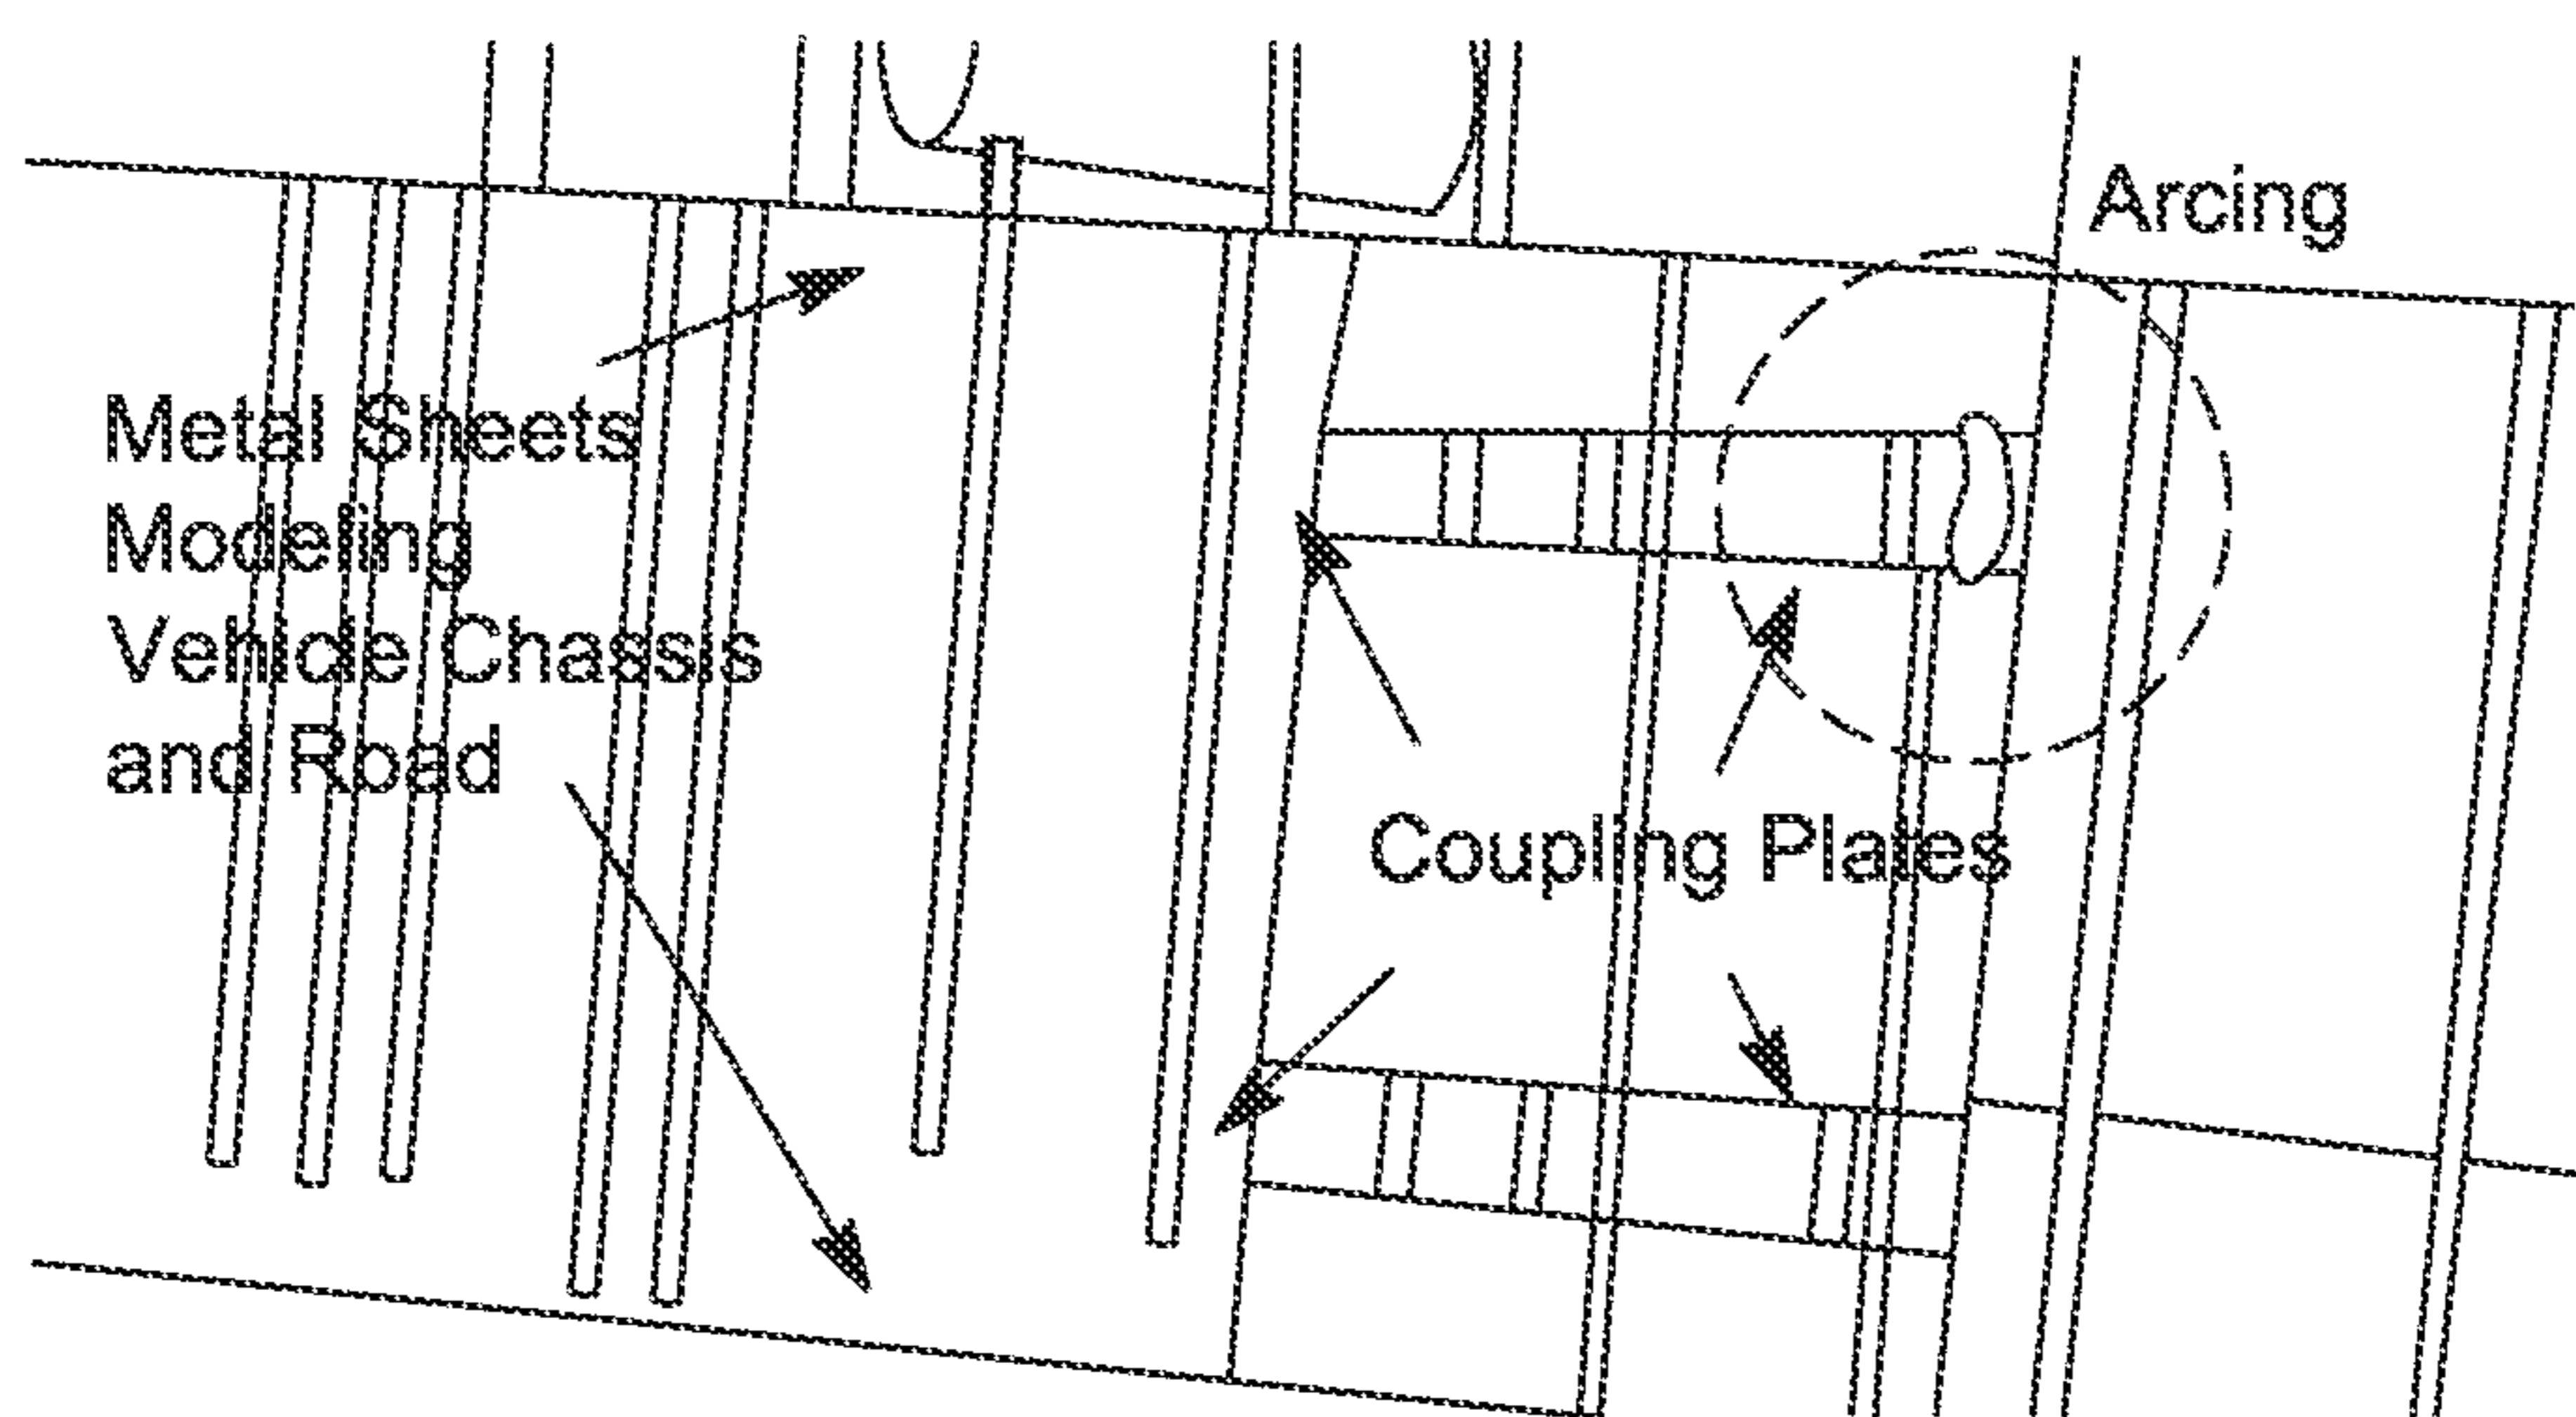 Arcing
Metal Sheets
Modeling
Vehicle Chassis
and Road
Coupling Plates